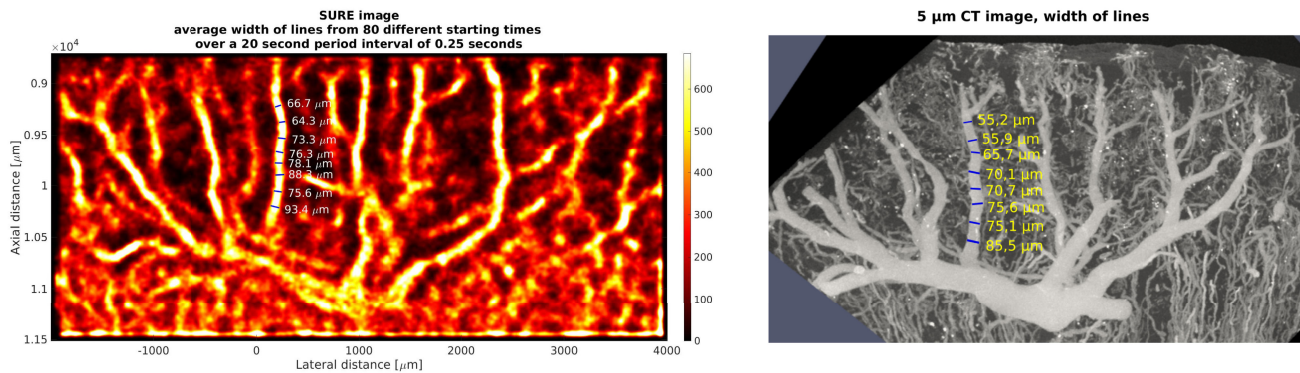 SURE image
average width of lines from 80 different starting times
over a 20 second period interval of 0.25 seconds
×10⁴
0.9
0.95
1
1.05
1.1
1.15
Axial distance [μm]
-1000
0
1000
2000
3000
4000
Lateral distance [μm]
66.7 μm
64.3 μm
73.3 μm
76.3 μm
78.1 μm
88.3 μm
75.6 μm
93.4 μm
600
500
400
300
200
100
0
5 μm CT image, width of lines
55,2 μm
55,9 μm
65,7 μm
70,1 μm
70,7 μm
75,6 μm
75,1 μm
85,5 μm